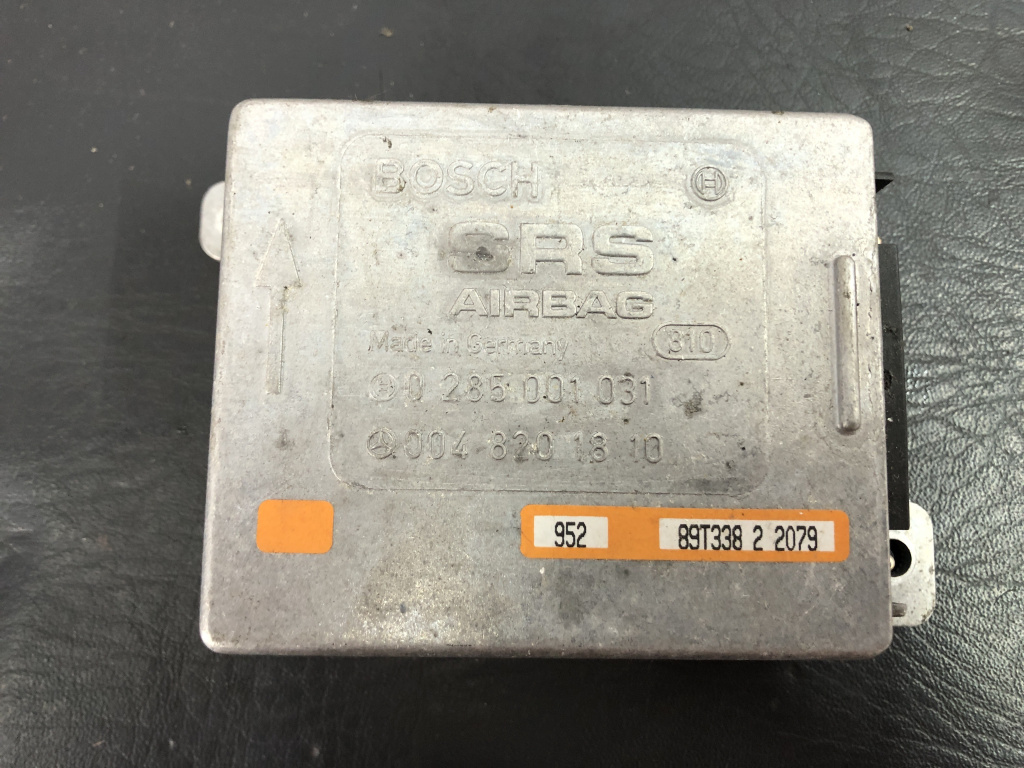 BOSCH
SRS
AIRBAG
Made in Germany 310
0 285 001 031
004 820 18 10
952 89T338 2 2079